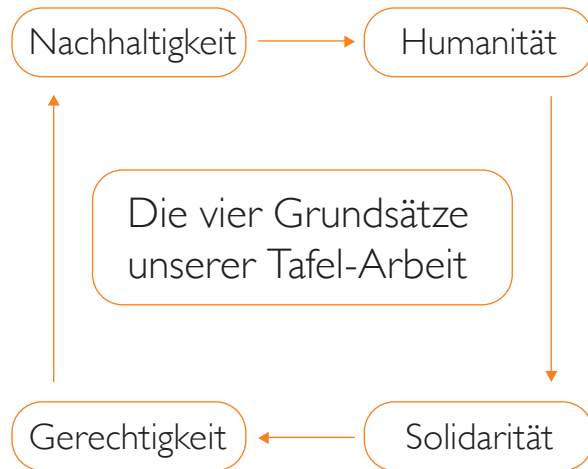 Nachhaltigkeit
Humanität
Die vier Grundsätze
unserer Tafel-Arbeit
Gerechtigkeit
Solidarität